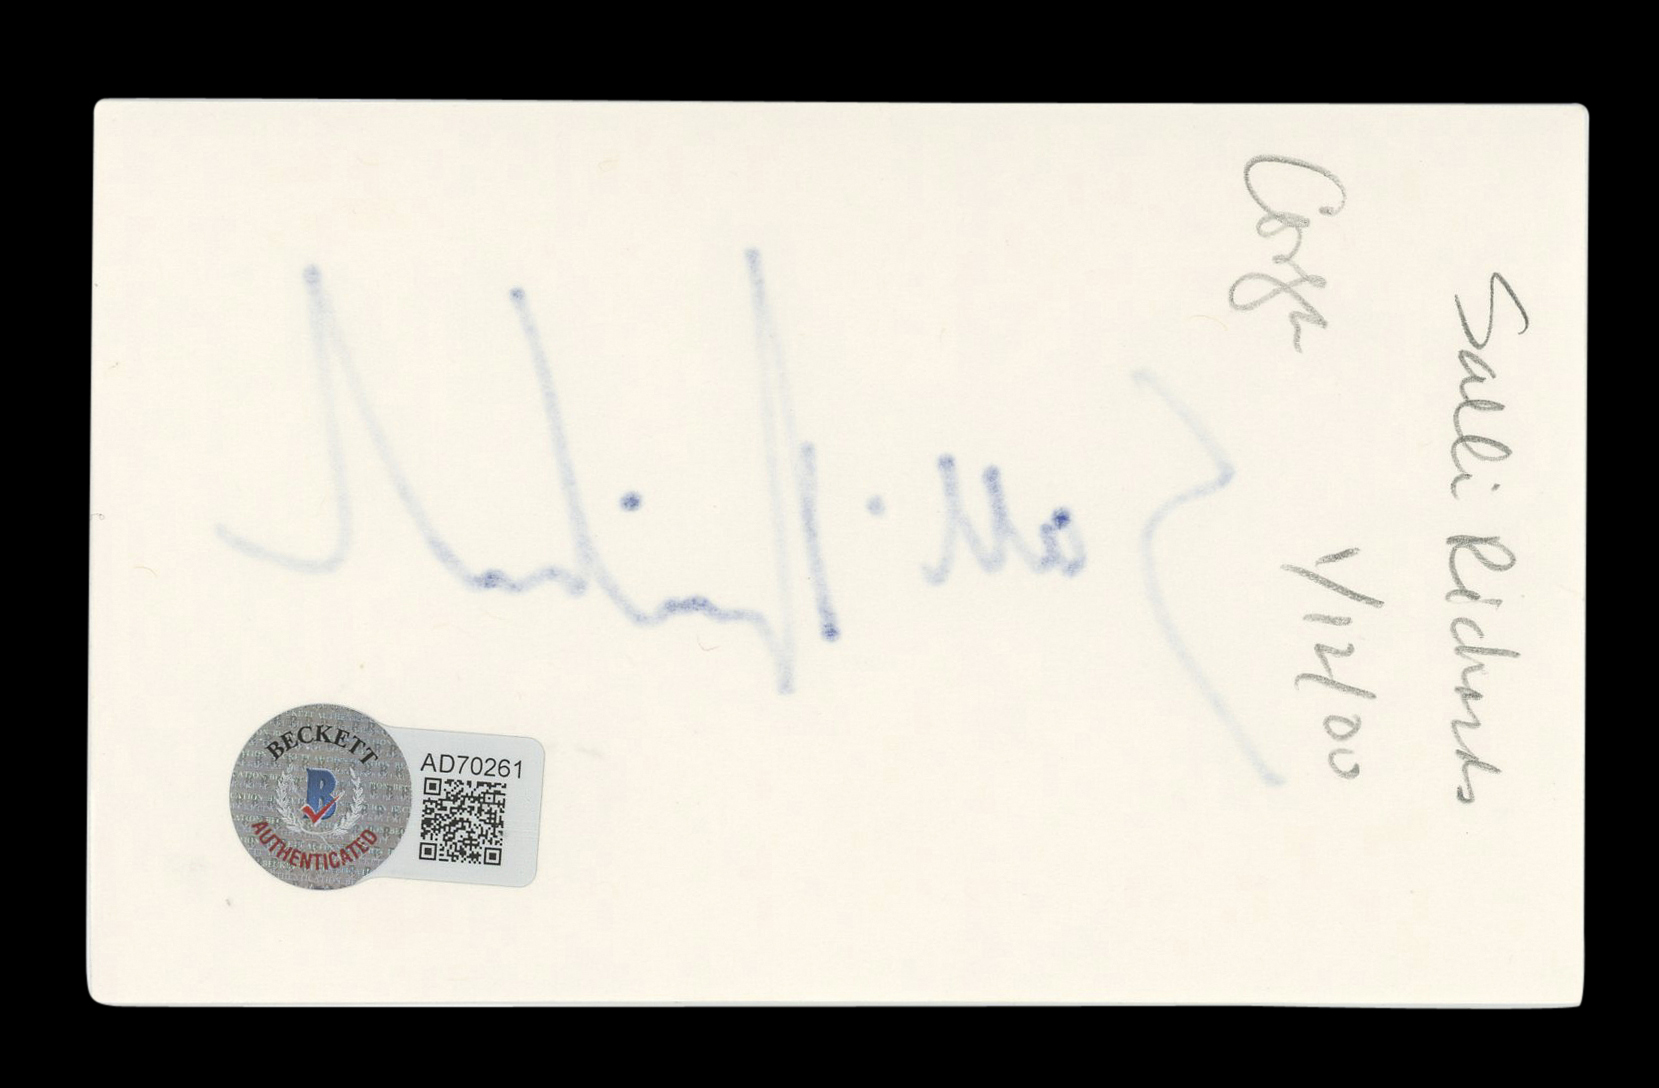 Salli Richards
1/12/00
BECKETT
B
AUTHENTICATED
AD70261